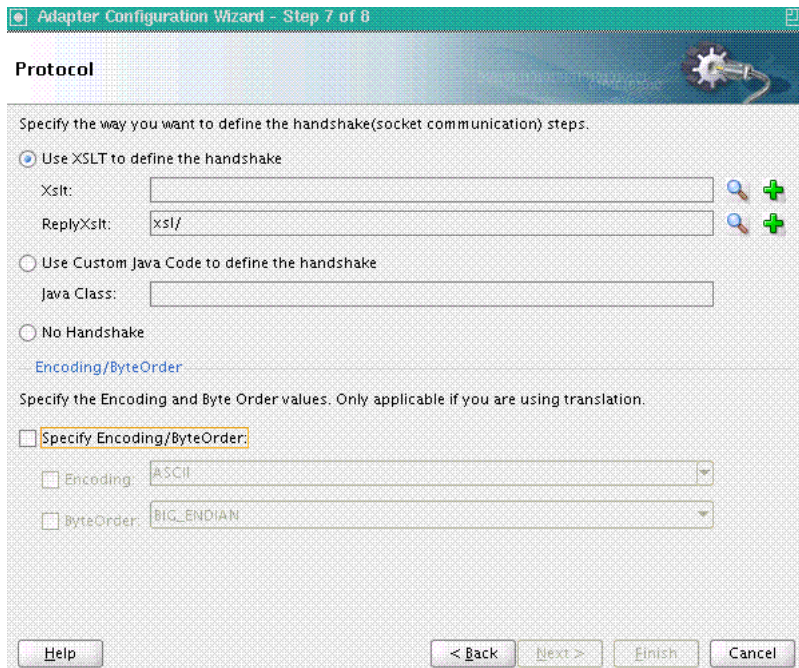 Adapter Configuration Wizard - Step 7 of 8
Protocol
Specify the way you want to define the handshake(socket communication) steps.
Use XSLT to define the handshake
Xslt:
ReplyXslt: xsl/
Use Custom Java Code to define the handshake
Java Class:
No Handshake
Encoding/ByteOrder
Specify the Encoding and Byte Order values. Only applicable if you are using translation.
Specify Encoding/ByteOrder:
Encoding: ASCII
ByteOrder: BIG_ENDIAN
Help < Back Next > Finish Cancel